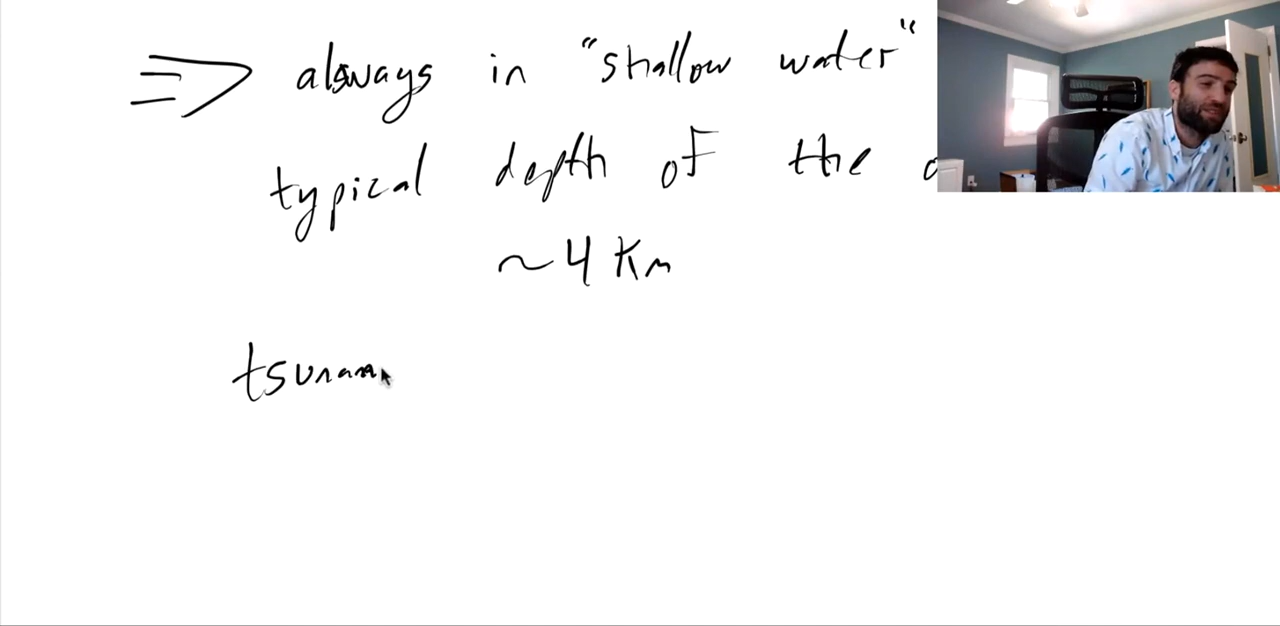 ⇒ always in "shallow water"
typical depth of the
~4 Km
tsunam